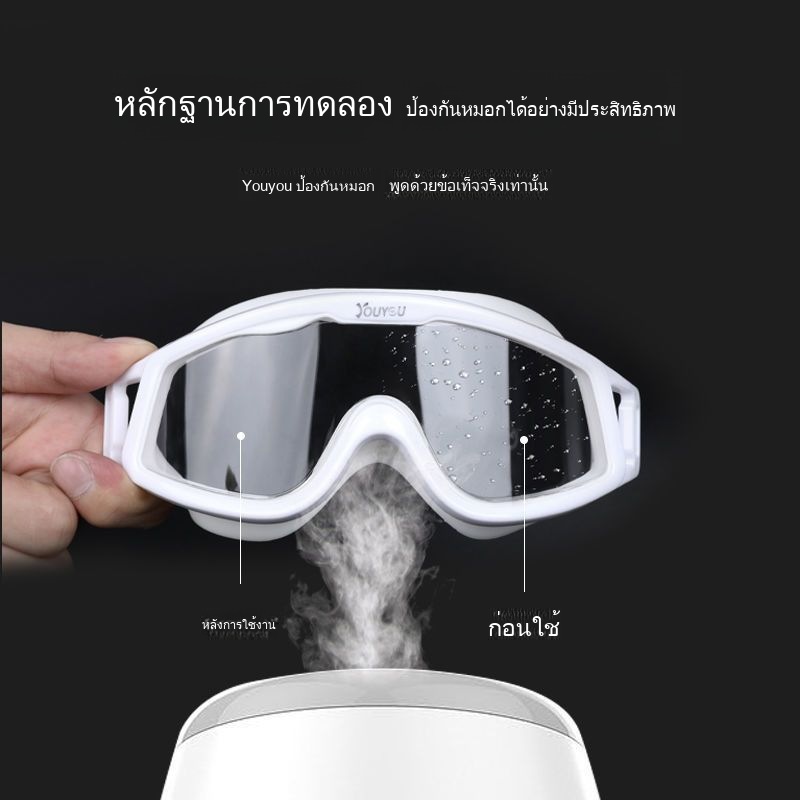 หลักฐานการทดลอง ป้องกันหมอกได้อย่างมีประสิทธิภาพ
Youyou ป้องกันหมอก พูดด้วยข้อเท็จจริงเท่านั้น
YOUYOU
หลังการใช้งาน
ก่อนใช้